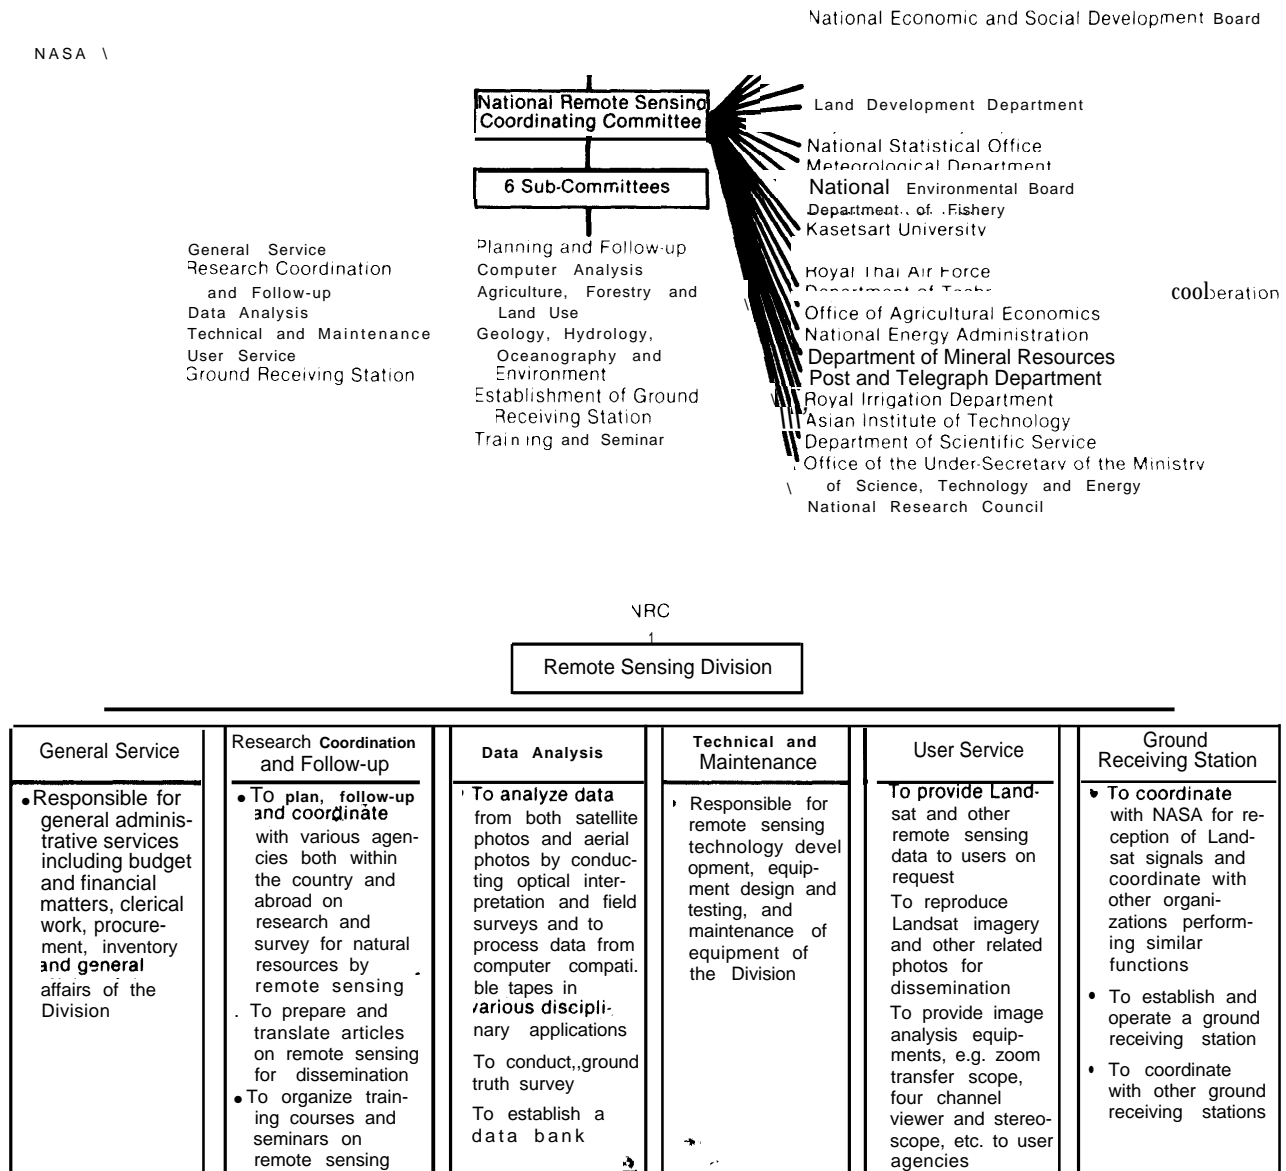 National Economic and Social Development Board
NASA \
National Remote Sensing
Coordinating Committee
6 Sub-Committees
Land Development Department
National Statistical Office
Meteorological Department
National Environmental Board
Department of Fishery
Kasetsart University
Royal Thai Air Force
Department of
Office of Agricultural Economics
National Energy Administration
Department of Mineral Resources
Post and Telegraph Department
Royal Irrigation Department
Asian Institute of Technology
Department of Scientific Service
Office of the Under-Secretary of the Ministry
of Science, Technology and Energy
National Research Council
cooperation
General Service
Research Coordination
and Follow-up
Data Analysis
Technical and Maintenance
User Service
Ground Receiving Station
Planning and Follow-up
Computer Analysis
Agriculture, Forestry and
Land Use
Geology, Hydrology,
Oceanography and
Environment
Establishment of Ground
Receiving Station
Training and Seminar
NRC
Remote Sensing Division
General Service
• Responsible for
general adminis-
trative services
including budget
and financial
matters, clerical
work, procure-
ment, inventory
and general
affairs of the
Division
Research Coordination
and Follow-up
• To plan, follow-up
and coordinate
with various agen-
cies both within
the country and
abroad on
research and
survey for natural
resources by
remote sensing
. To prepare and
translate articles
on remote sensing
for dissemination
• To organize train-
ing courses and
seminars on
remote sensing
Data Analysis
To analyze data
from both satellite
photos and aerial
photos by conduc-
ting optical inter-
pretation and field
surveys and to
process data from
computer compati.
ble tapes in
various discipli-
nary applications
To conduct,,ground
truth survey
To establish a
data bank
Technical and
Maintenance
Responsible for
remote sensing
technology devel
opment, equip-
ment design and
testing, and
maintenance of
equipment of
the Division
User Service
To provide Land-
sat and other
remote sensing
data to users on
request
To reproduce
Landsat imagery
and other related
photos for
dissemination
To provide image
analysis equip-
ments, e.g. zoom
transfer scope,
four channel
viewer and stereo-
scope, etc. to user
agencies
Ground
Receiving Station
• To coordinate
with NASA for re-
ception of Land-
sat signals and
coordinate with
other organi-
zations perform-
ing similar
functions
• To establish and
operate a ground
receiving station
• To coordinate
with other ground
receiving stations